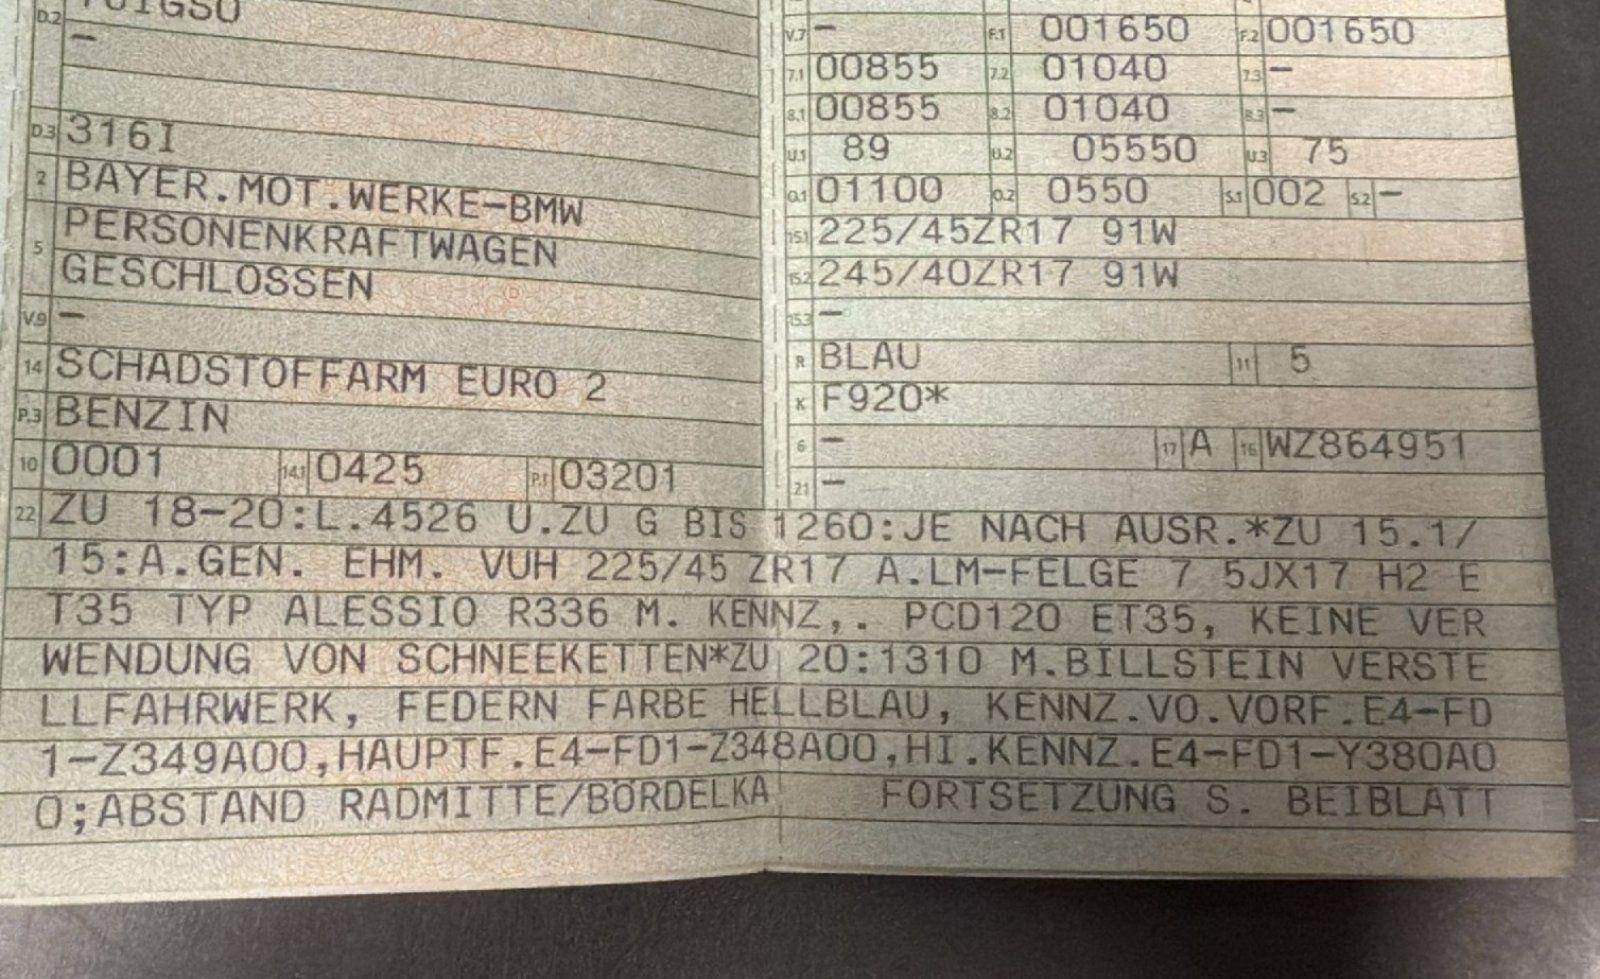 D.2
–
D.3 316I
2 BAYER.MOT.WERKE–BMW
5 PERSONENKRAFTWAGEN
GESCHLOSSEN
V.9 –
14 SCHADSTOFFARM EURO 2
P.3 BENZIN
10 0001 14.1 0425 P.1 03201
V.7 – F.1 001650 F.2 001650
7.1 00855 7.2 01040 7.3 –
8.1 00855 8.2 01040 8.3 –
U.1 89 U.2 05550 U.3 75
O.1 01100 O.2 0550 S.1 002 S.2 –
15.1 225/45ZR17 91W
15.2 245/40ZR17 91W
15.3 –
R BLAU 11 5
K F920*
6 – 17 A 16 WZ864951
21 –
22 ZU 18–20:L.4526 U.ZU G BIS 1260:JE NACH AUSR.*ZU 15.1/
15:A.GEN. EHM. VUH 225/45 ZR17 A.LM–FELGE 7 5JX17 H2 E
T35 TYP ALESSIO R336 M. KENNZ,. PCD120 ET35, KEINE VER
WENDUNG VON SCHNEEKETTEN*ZU 20:1310 M.BILLSTEIN VERSTE
LLFAHRWERK, FEDERN FARBE HELLBLAU, KENNZ.VO.VORF.E4–FD
1–Z349A00,HAUPTF.E4–FD1–Z348A00,HI.KENNZ.E4–FD1–Y380A0
0;ABSTAND RADMITTE/BÖRDELKA FORTSETZUNG S. BEIBLATT